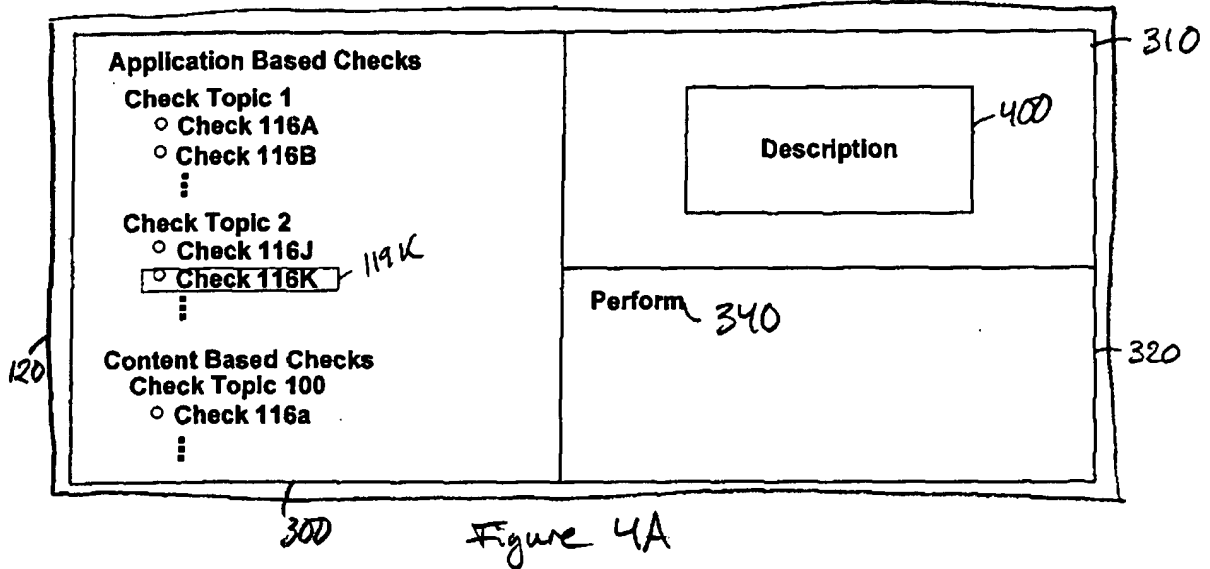 Application Based Checks
Check Topic 1
○ Check 116A
○ Check 116B
⋮
Check Topic 2
○ Check 116J
○ Check 116K
119K
⋮
Content Based Checks
Check Topic 100
○ Check 116a
⋮
120
300
310
Description
400
Perform
340
320
Figure 4A